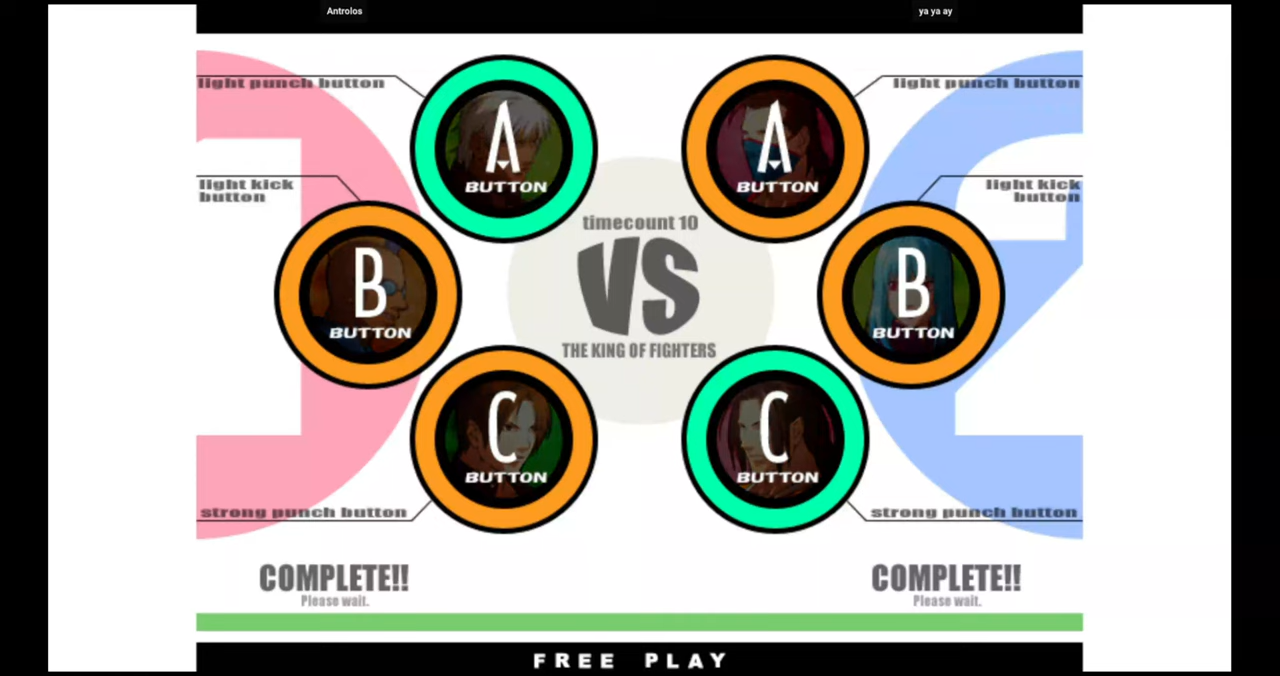 Antrolos
ya ya ay
light punch button
light punch button
A
BUTTON
A
BUTTON
light kick
button
light kick
button
timecount 10
VS
THE KING OF FIGHTERS
B
BUTTON
B
BUTTON
C
BUTTON
C
BUTTON
strong punch button
strong punch button
COMPLETE!!
Please wait.
COMPLETE!!
Please wait.
FREE PLAY